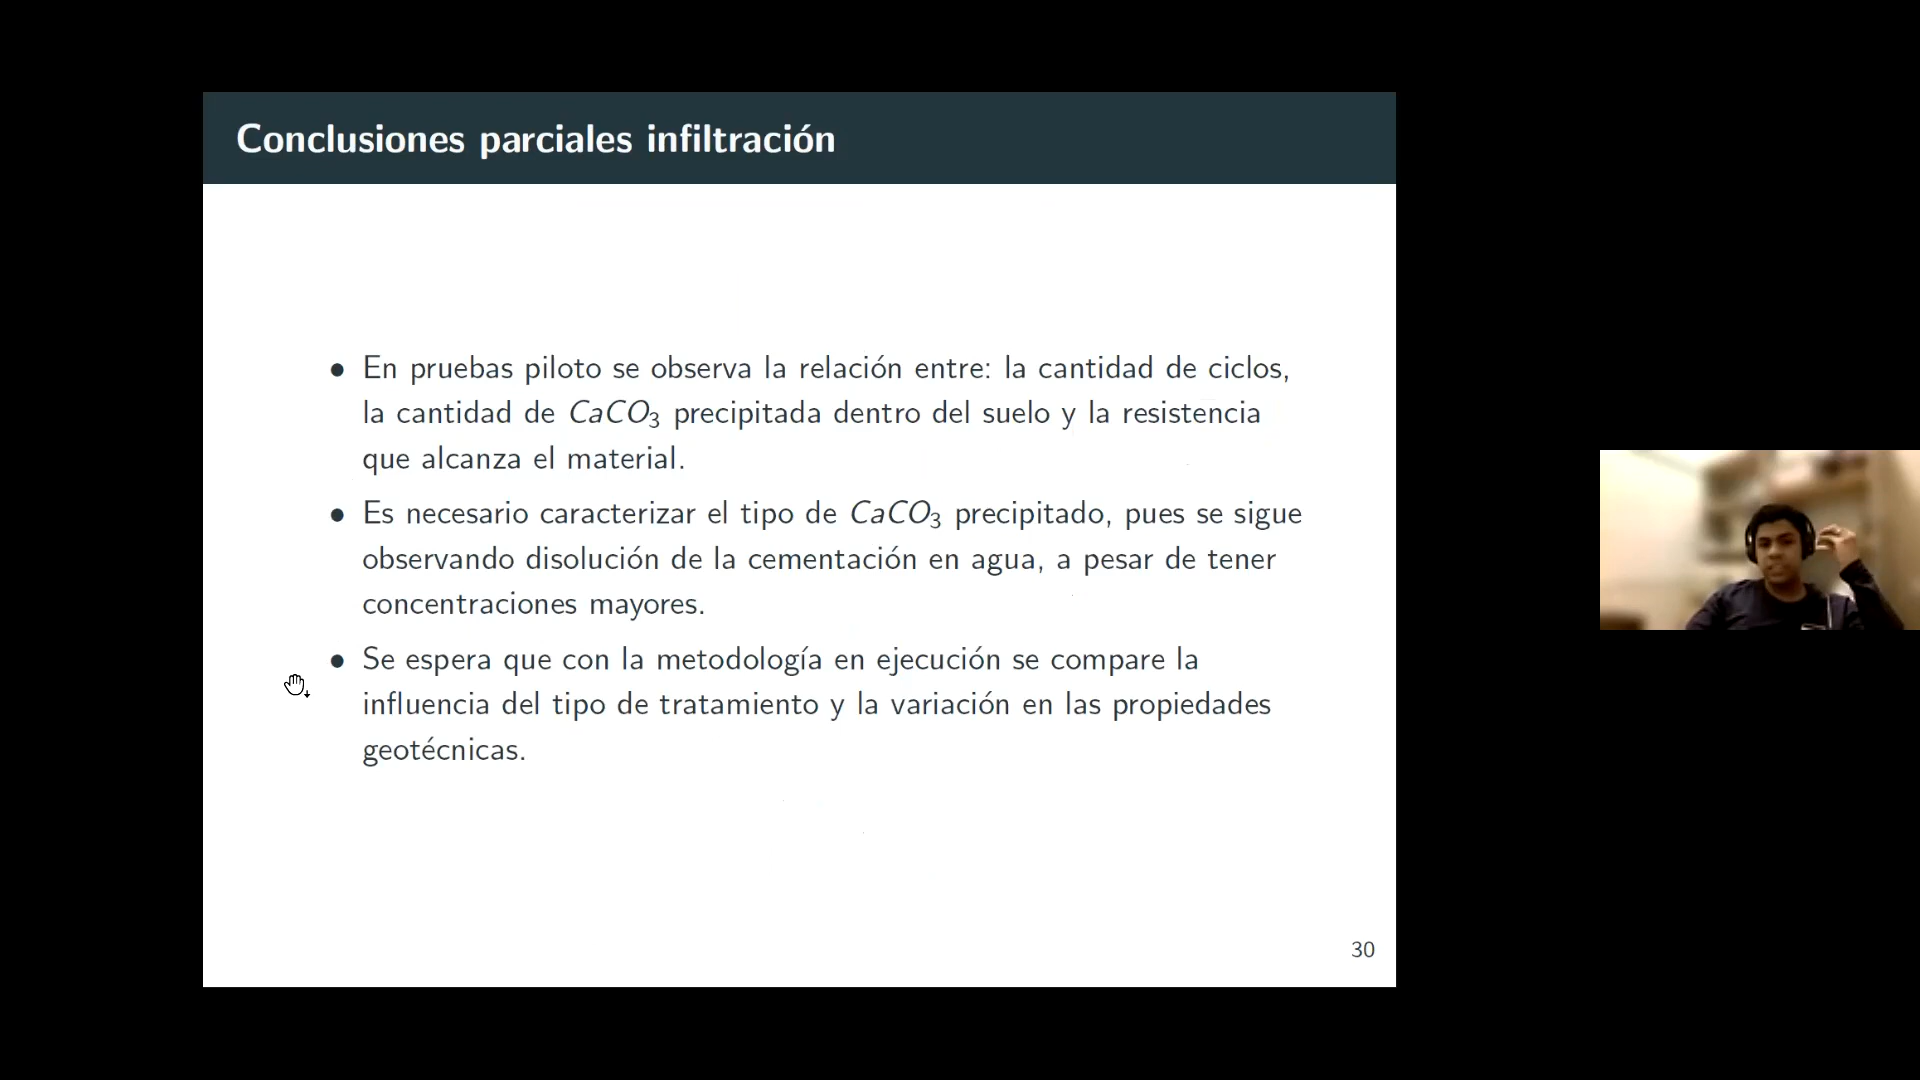 Conclusiones parciales infiltración
• En pruebas piloto se observa la relación entre: la cantidad de ciclos,
la cantidad de CaCO₃ precipitada dentro del suelo y la resistencia
que alcanza el material.
• Es necesario caracterizar el tipo de CaCO₃ precipitado, pues se sigue
observando disolución de la cementación en agua, a pesar de tener
concentraciones mayores.
• Se espera que con la metodología en ejecución se compare la
influencia del tipo de tratamiento y la variación en las propiedades
geotécnicas.
30